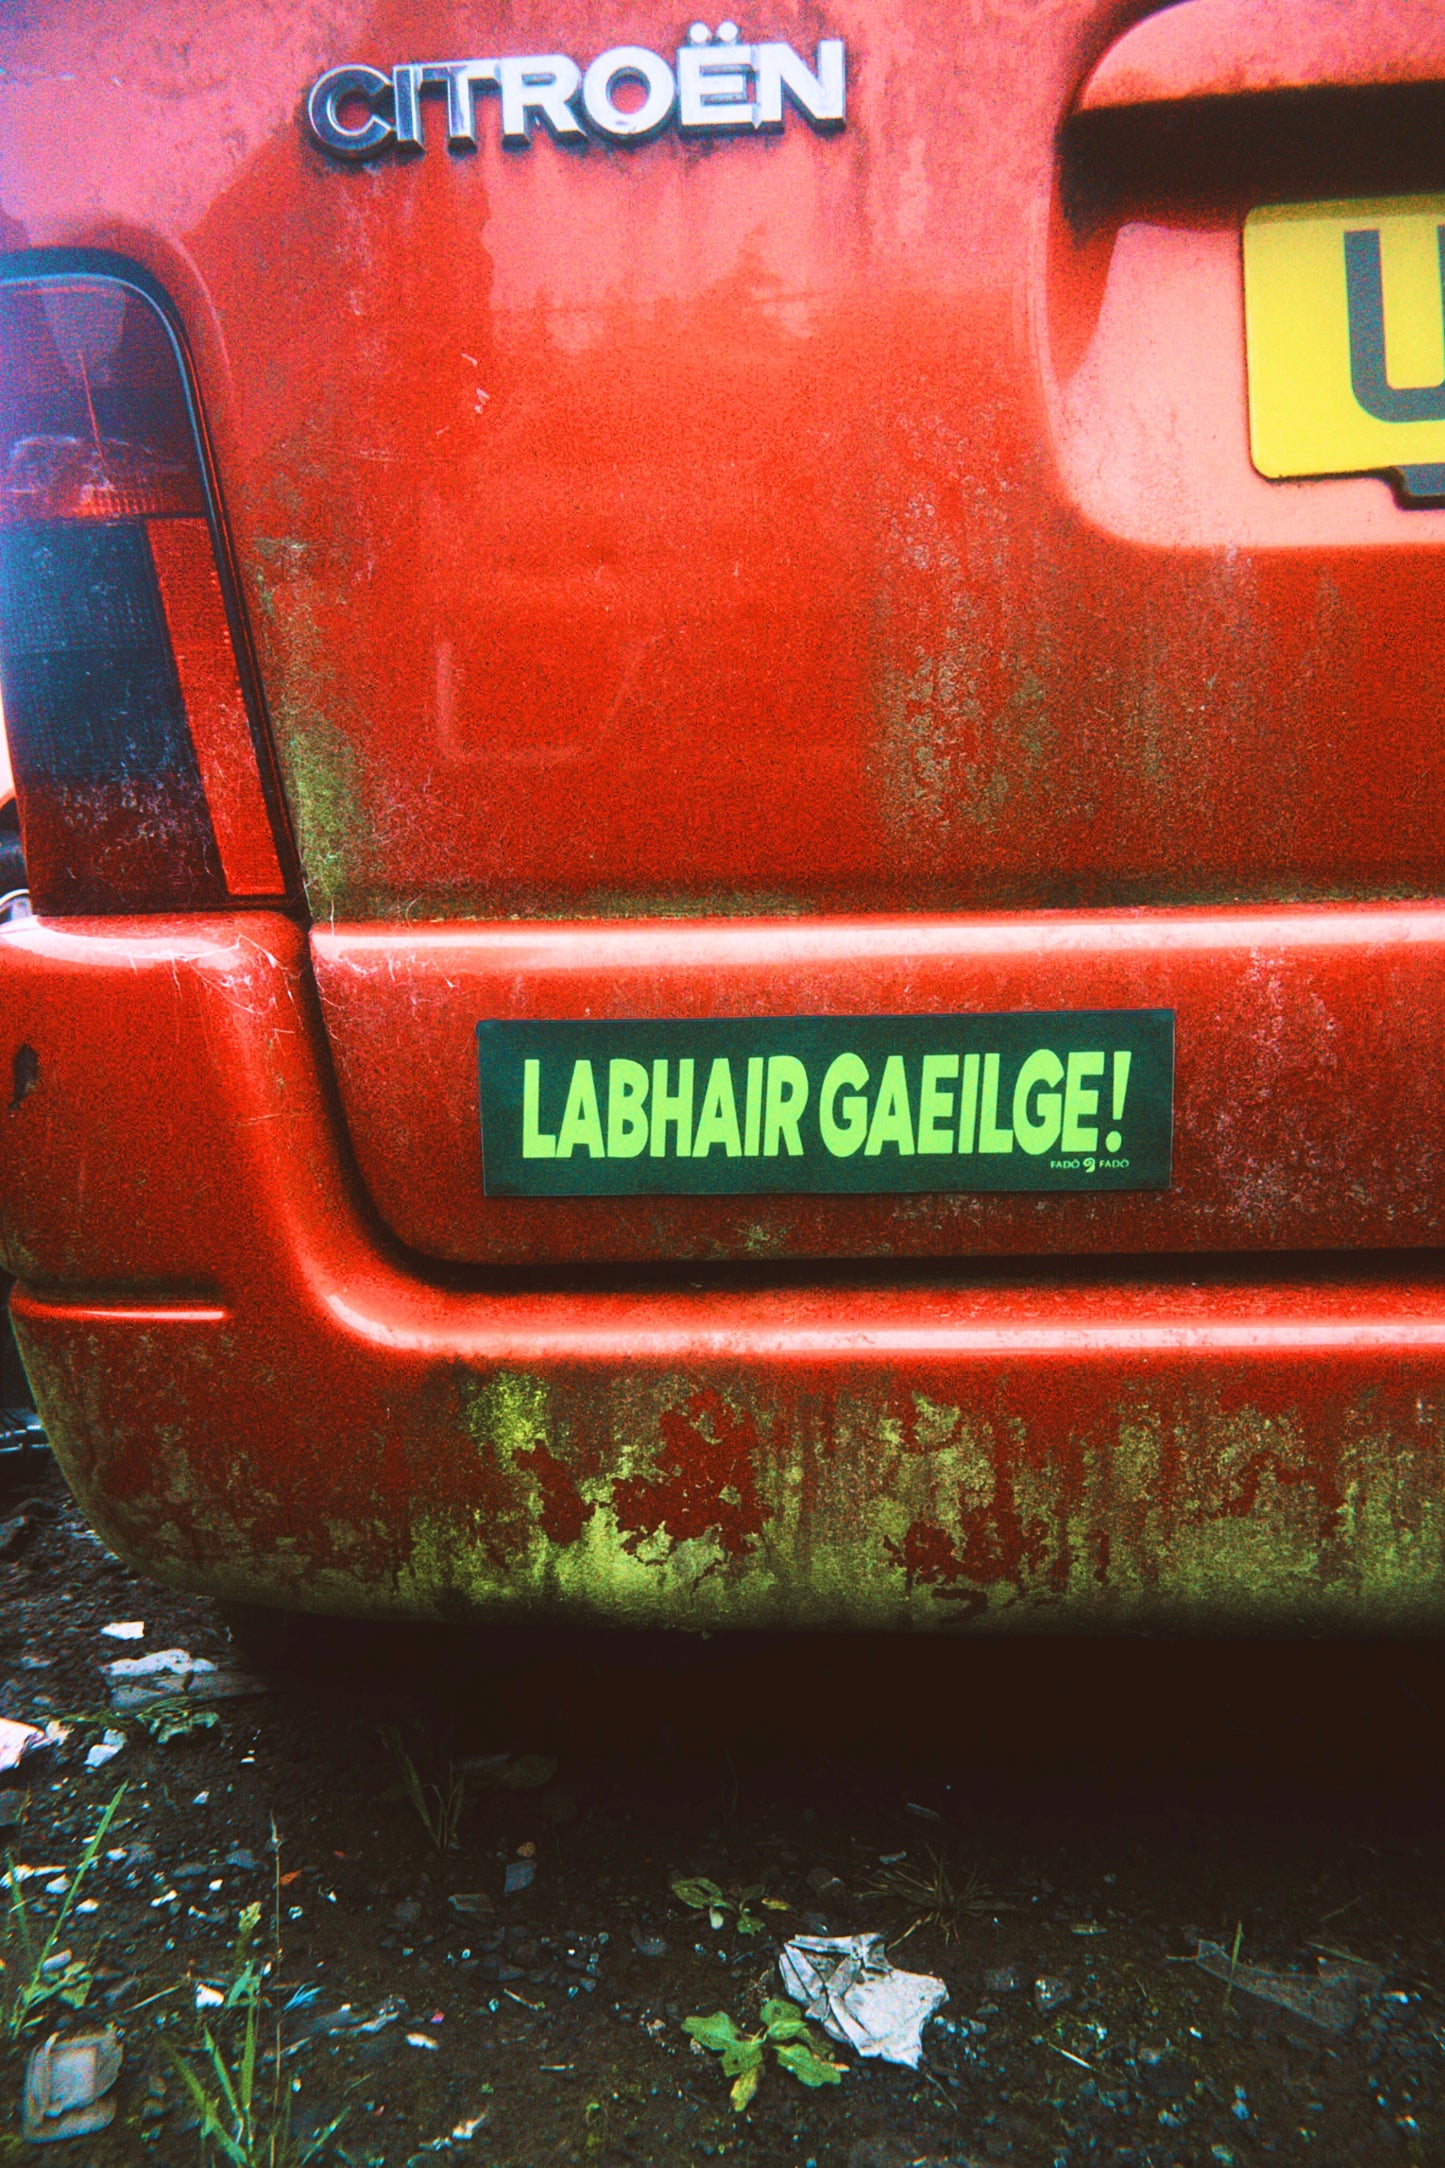 CITROËN
U
LABHAIR GAEILGE!
FADÓ FADÓ